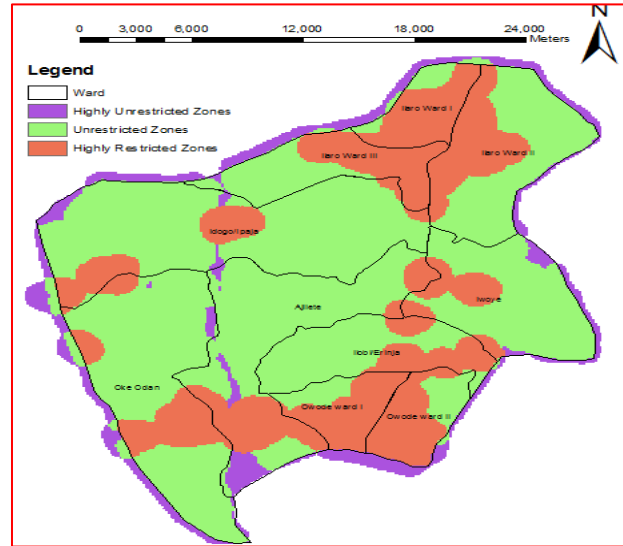 N
0 3,000 6,000 12,000 18,000 24,000
Meters
Legend
Ward
Highly Unrestricted Zones
Unrestricted Zones
Highly Restricted Zones
Ilaro Ward I
Ilaro Ward III
Ilaro Ward II
Idogo/Ipaja
Iwoye
Ajilete
Ilobi/Erinja
Oke Odan
Owode ward I
Owode ward II